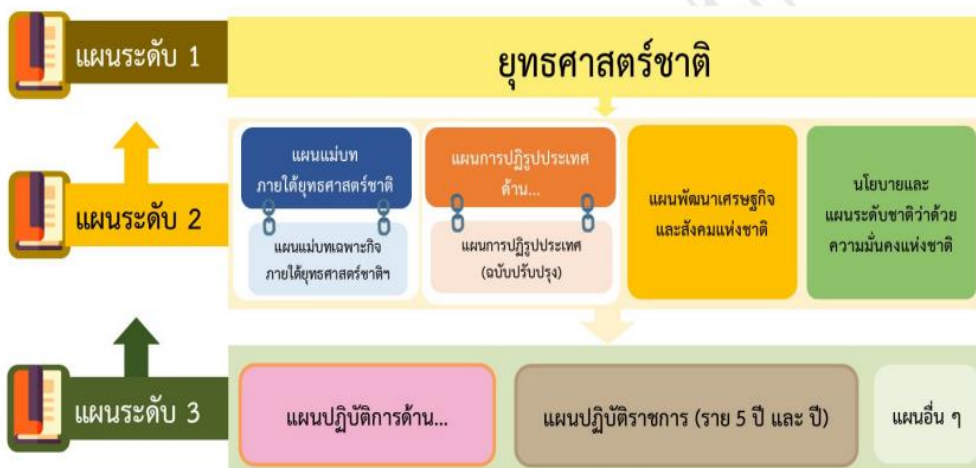 แผนระดับ 1
ยุทธศาสตร์ชาติ
แผนระดับ 2
แผนแม่บท
ภายใต้ยุทธศาสตร์ชาติ
แผนแม่บทเฉพาะกิจ
ภายใต้ยุทธศาสตร์ชาติฯ
แผนการปฏิรูปประเทศ
ด้าน...
แผนการปฏิรูปประเทศ
(ฉบับปรับปรุง)
แผนพัฒนาเศรษฐกิจ
และสังคมแห่งชาติ
นโยบายและ
แผนระดับชาติว่าด้วย
ความมั่นคงแห่งชาติ
แผนระดับ 3
แผนปฏิบัติการด้าน...
แผนปฏิบัติราชการ (ราย 5 ปี และ ปี)
แผนอื่น ๆ